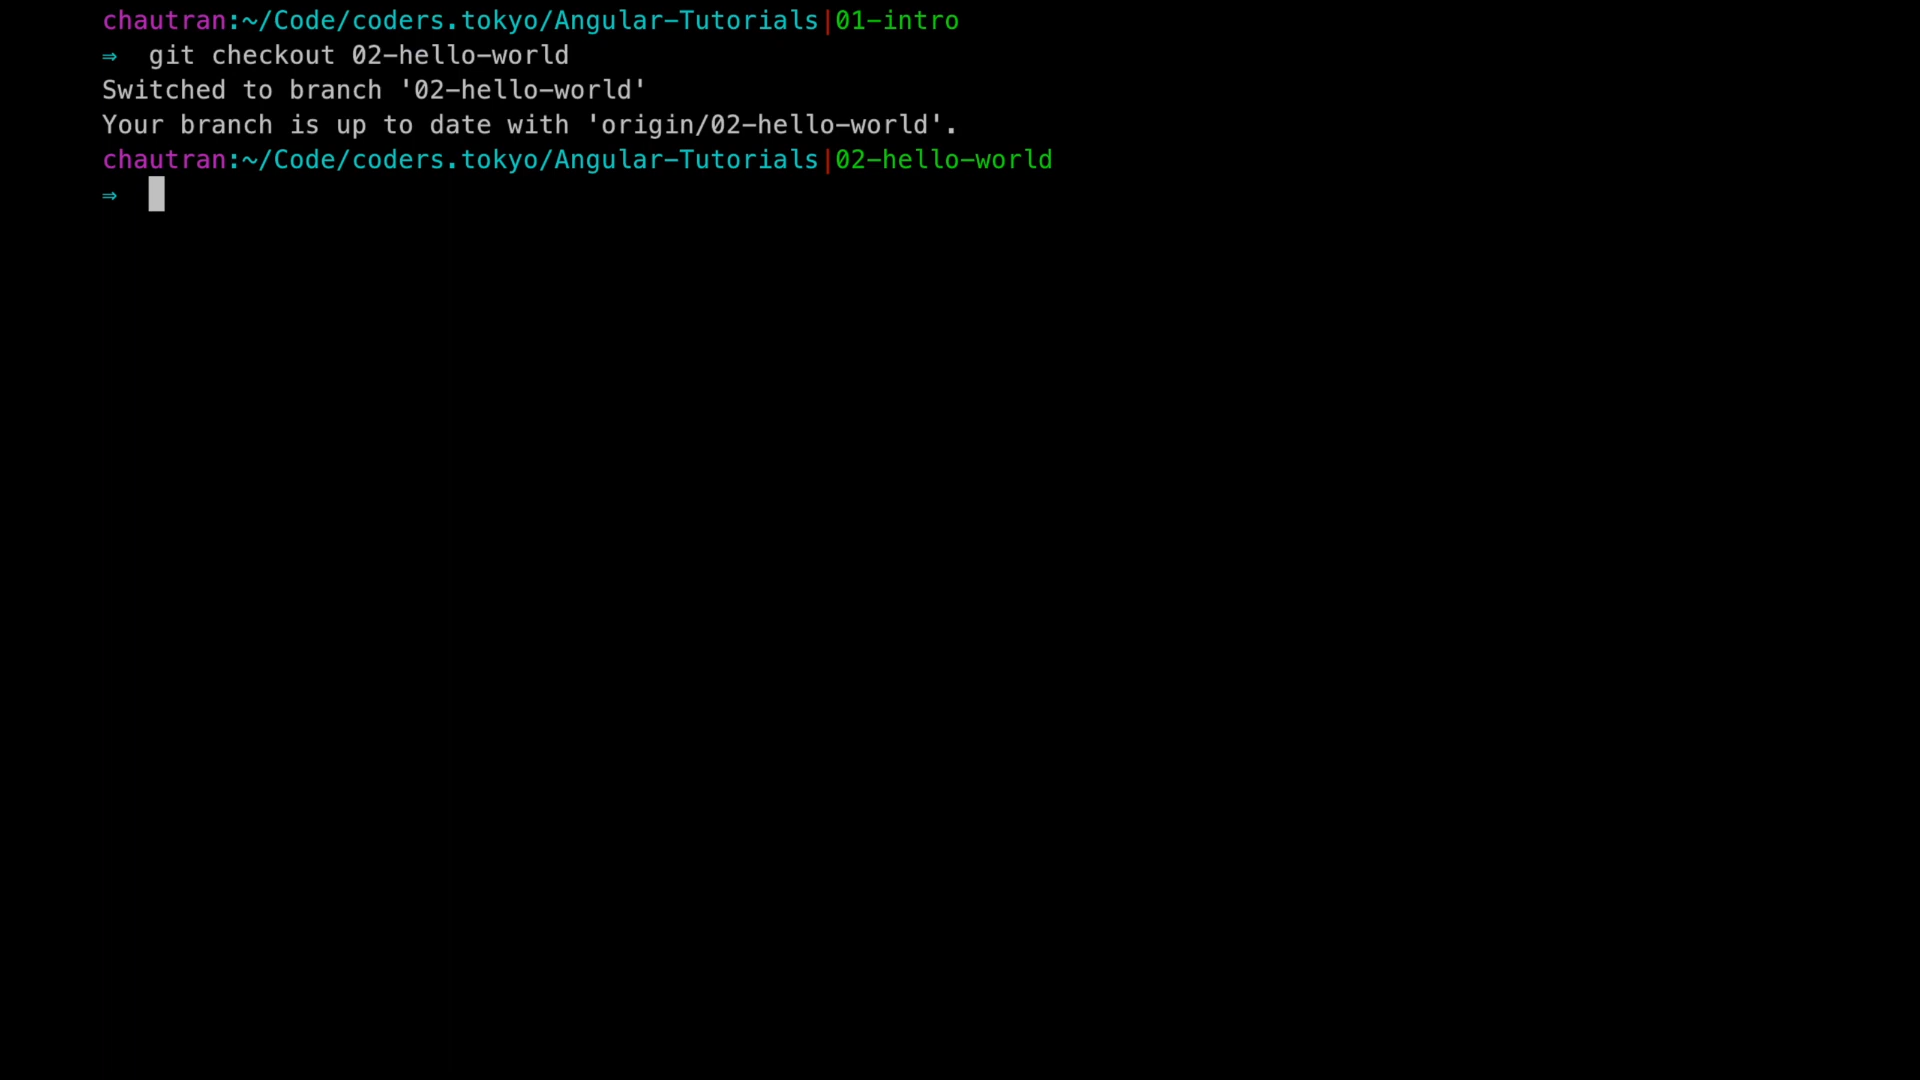 chautran:~/Code/coders.tokyo/Angular-Tutorials|01-intro
⇒  git checkout 02-hello-world
Switched to branch '02-hello-world'
Your branch is up to date with 'origin/02-hello-world'.
chautran:~/Code/coders.tokyo/Angular-Tutorials|02-hello-world
⇒